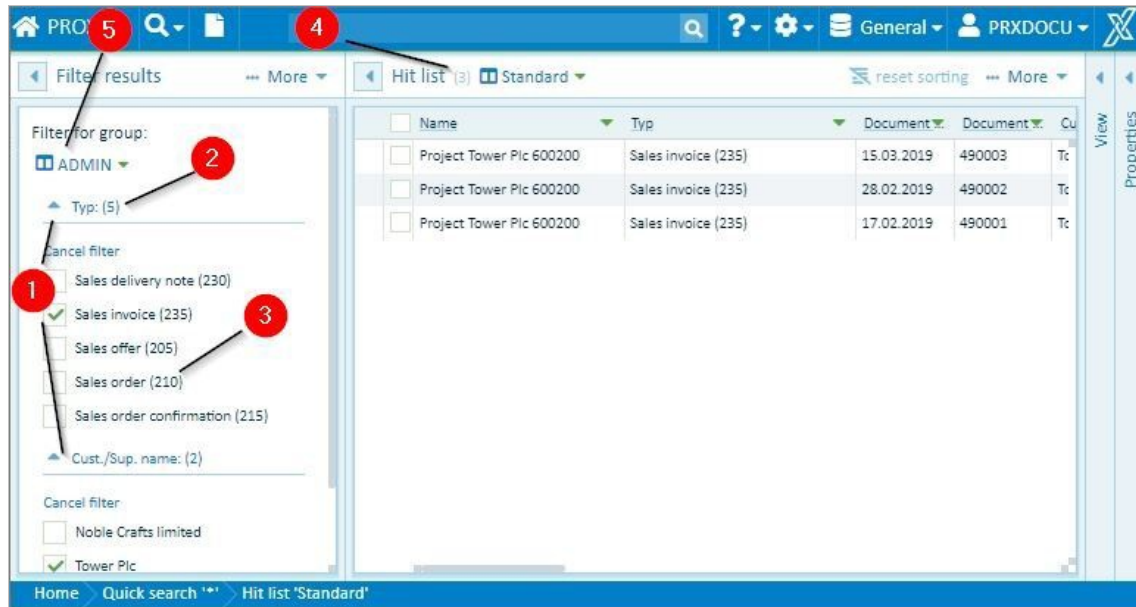 PRO
General
PRXDOCU
5
4
Filter results
More
Hit list (3) Standard
reset sorting
More
Filter for group:
ADMIN
2
Typ: (5)
Cancel filter
1
Sales delivery note (230)
Sales invoice (235)
3
Sales offer (205)
Sales order (210)
Sales order confirmation (215)
Cust./Sup. name: (2)
Cancel filter
Noble Crafts limited
Tower Plc
Name Typ Document Document Cu
Project Tower Plc 600200 Sales invoice (235) 15.03.2019 490003 Tc
Project Tower Plc 600200 Sales invoice (235) 28.02.2019 490002 Tc
Project Tower Plc 600200 Sales invoice (235) 17.02.2019 490001 Tc
View
Properties
Home Quick search '*' Hit list 'Standard'